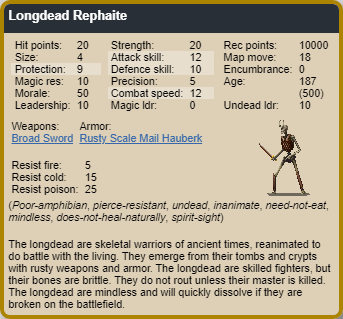 Longdead Rephaite
Hit points: 20 Strength: 20 Rec points: 10000
Size: 4 Attack skill: 12 Map move: 18
Protection: 9 Defence skill: 10 Encumbrance: 0
Magic res: 10 Precision: 5 Age: 187
Morale: 50 Combat speed: 12 (500)
Leadership: 10 Magic ldr: 0 Undead ldr: 10
Weapons: Armor:
Broad Sword Rusty Scale Mail Hauberk
Resist fire: 5
Resist cold: 15
Resist poison: 25
(Poor-amphibian, pierce-resistant, undead, inanimate, need-not-eat,
mindless, does-not-heal-naturally, spirit-sight)
The longdead are skeletal warriors of ancient times, reanimated to
do battle with the living. They emerge from their tombs and crypts
with rusty weapons and armor. The longdead are skilled fighters, but
their bones are brittle. They do not rout unless their master is killed.
The longdead are mindless and will quickly dissolve if they are
broken on the battlefield.